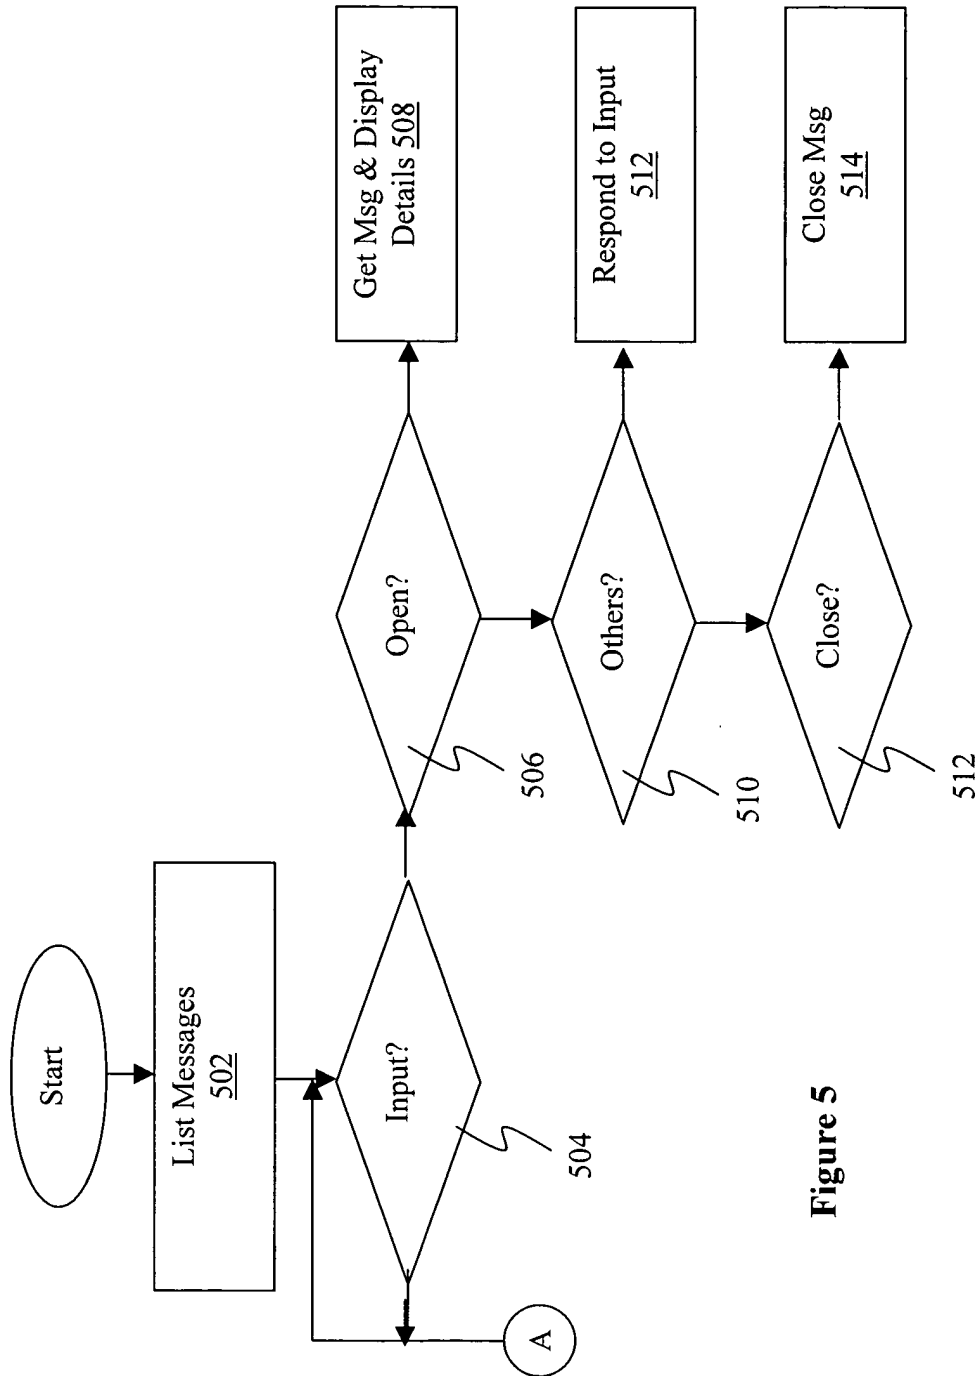 Start
List Messages
502
Input?
504
A
Open?
506
Get Msg & Display
Details 508
Others?
510
Respond to Input
512
Close?
512
Close Msg
514
Figure 5